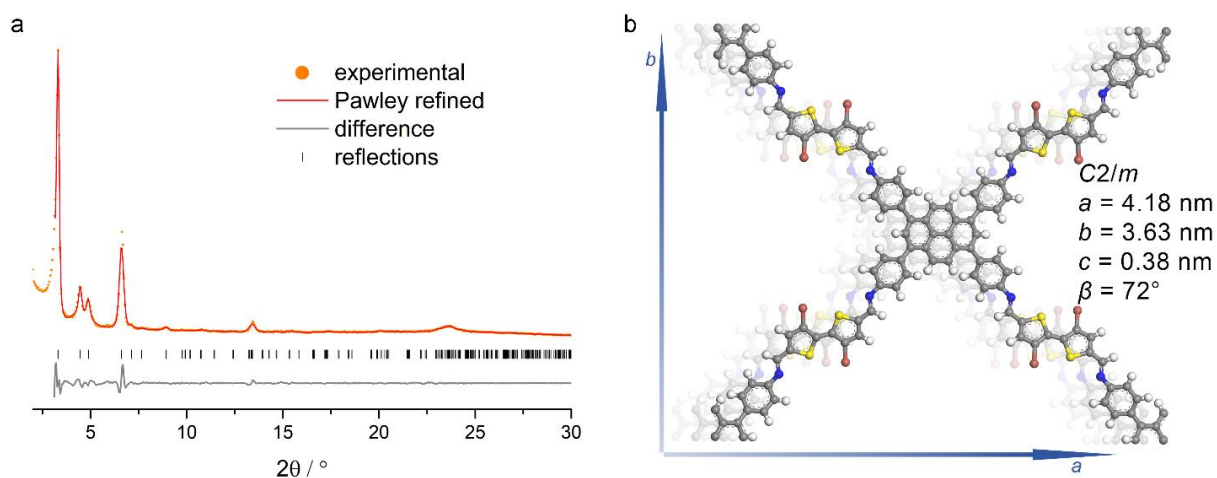 a
experimental
Pawley refined
difference
reflections
5
10
15
20
25
30
2θ / °
b
b
C2/m
a = 4.18 nm
b = 3.63 nm
c = 0.38 nm
β = 72°
a